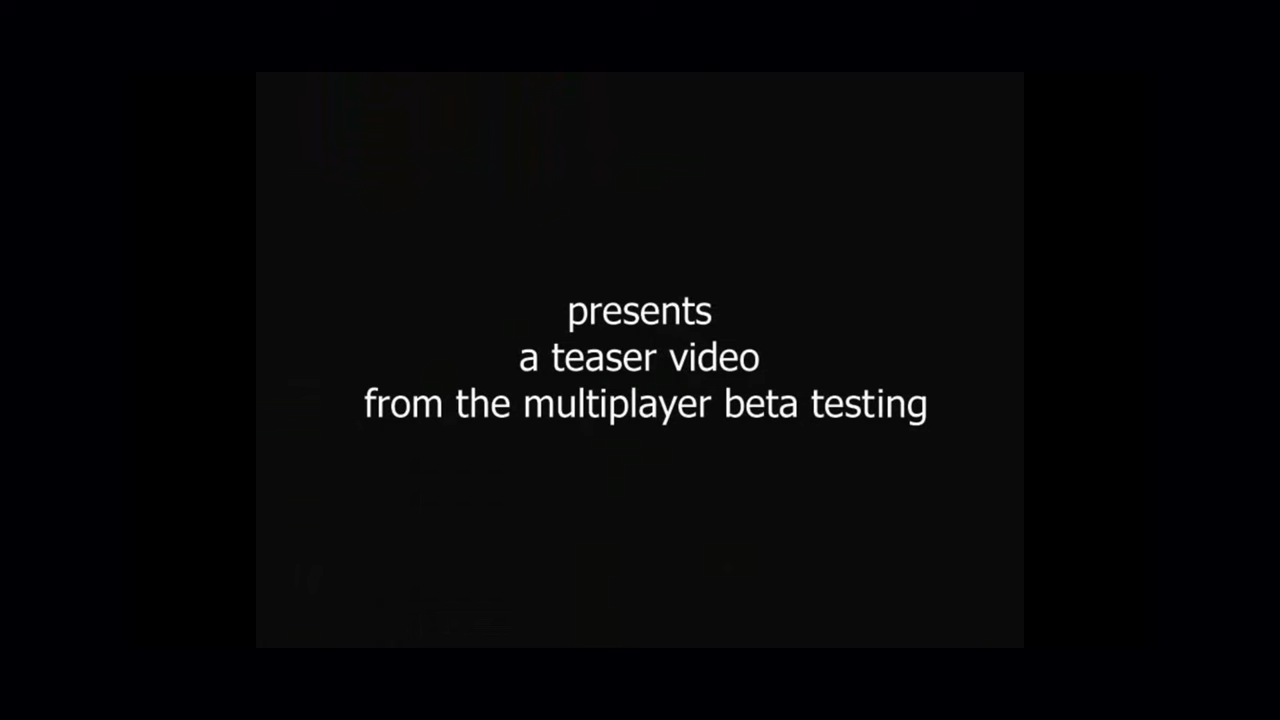 presents
a teaser video
from the multiplayer beta testing